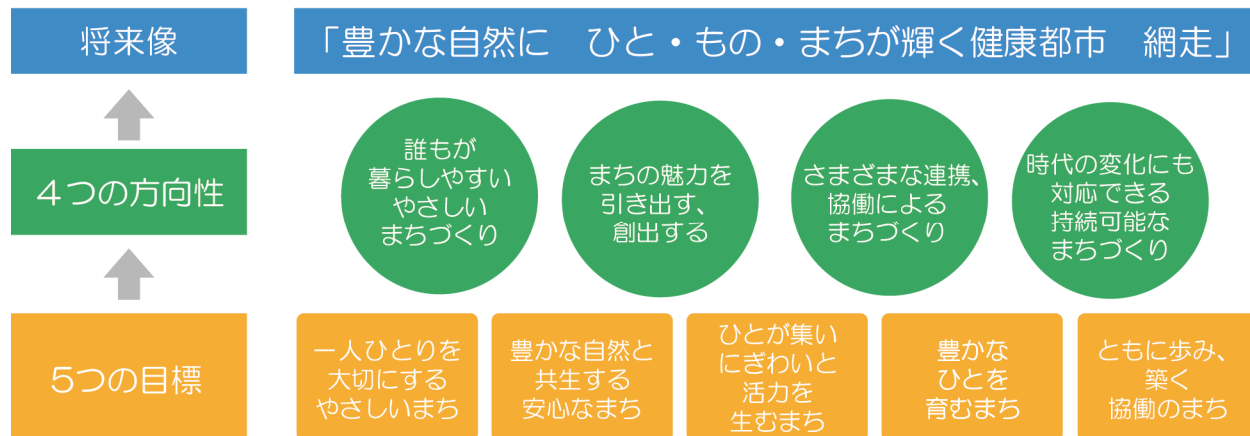 将来像
「豊かな自然に　ひと・もの・まちが輝く健康都市　網走」
４つの方向性
誰もが
暮らしやすい
やさしい
まちづくり
まちの魅力を
引き出す、
創出する
さまざまな連携、
協働による
まちづくり
時代の変化にも
対応できる
持続可能な
まちづくり
５つの目標
一人ひとりを
大切にする
やさしいまち
豊かな自然と
共生する
安心なまち
ひとが集い
にぎわいと
活力を
生むまち
豊かな
ひとを
育むまち
ともに歩み、
築く
協働のまち